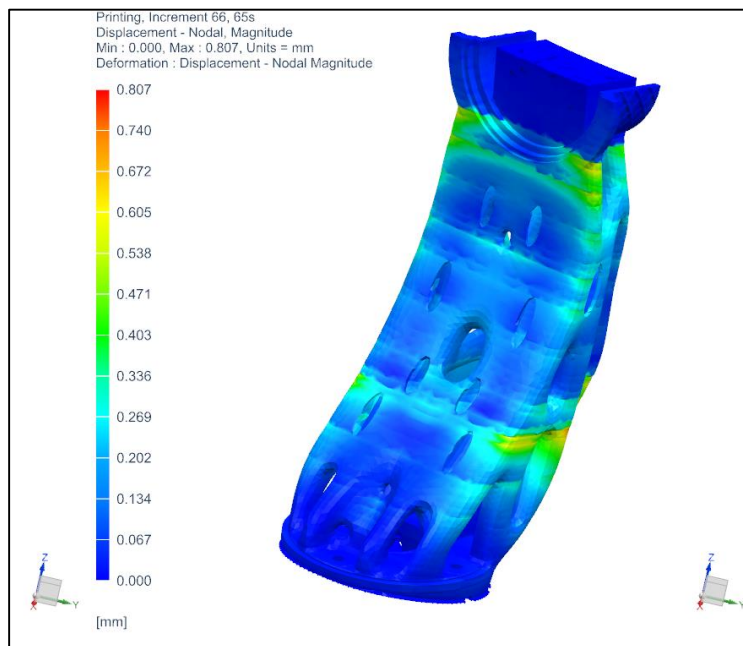 Printing, Increment 66, 65s
Displacement - Nodal, Magnitude
Min : 0.000, Max : 0.807, Units = mm
Deformation : Displacement - Nodal Magnitude
0.807
0.740
0.672
0.605
0.538
0.471
0.403
0.336
0.269
0.202
0.134
0.067
0.000
[mm]
Z
X
Y
Z
X
Y